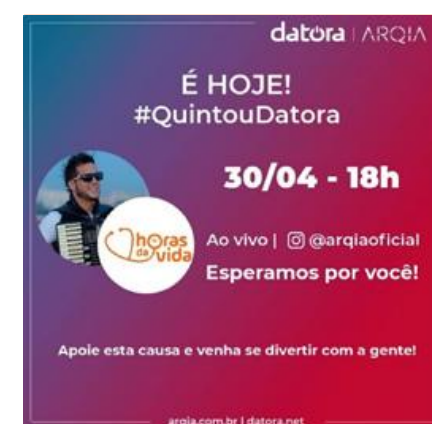 datora | ARQIA
É HOJE!
#QuintouDatora
30/04 - 18h
horas
da
vida
Ao vivo | @arqiaoficial
Esperamos por você!
Apoie esta causa e venha se divertir com a gente!
arqia.com.br | datora.net